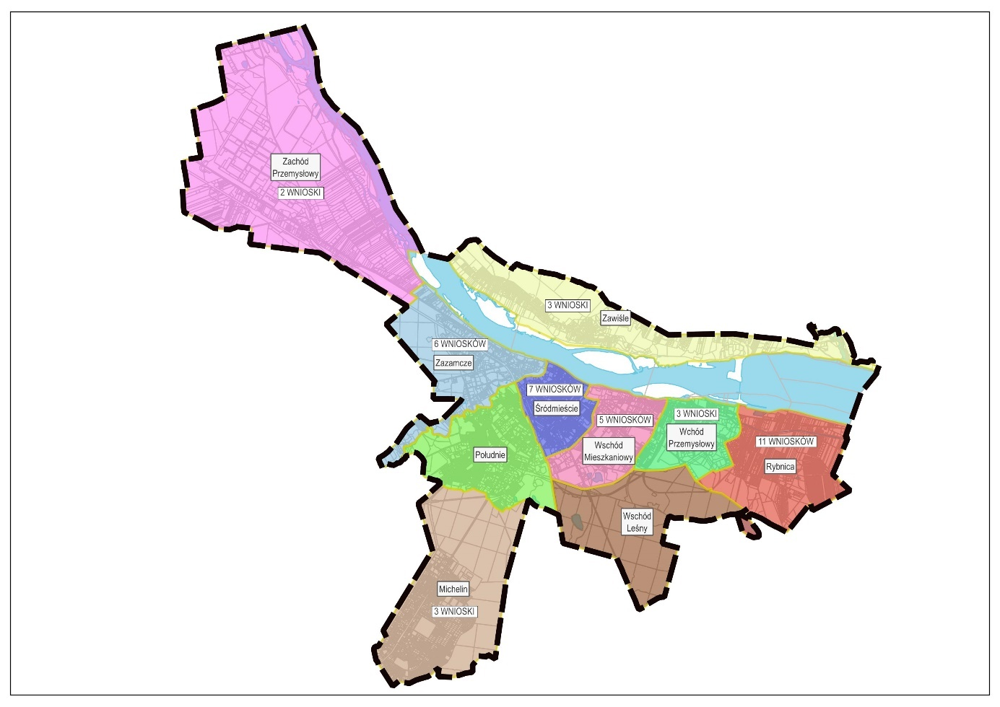 Zachód
Przemysłowy
2 WNIOSKI
3 WNIOSKI
Zawiśle
6 WNIOSKÓW
Zazamcze
7 WNIOSKÓW
Śródmieście
5 WNIOSKÓW
Wschód
Mieszkaniowy
3 WNIOSKI
Wchód
Przemysłowy
11 WNIOSKÓW
Rybnica
Południe
Wschód
Leśny
Michelin
3 WNIOSKI